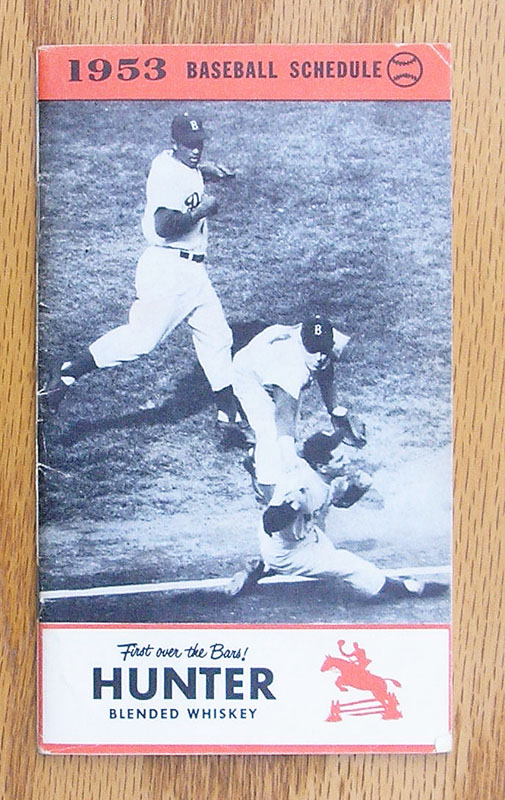 1953 BASEBALL SCHEDULE
B
B
First over the Bars!
HUNTER
BLENDED WHISKEY